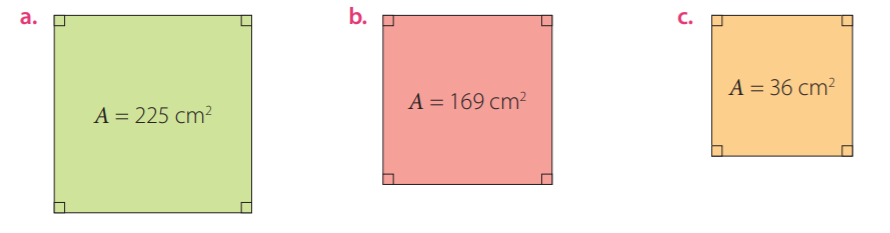 a.
A = 225 cm²
b.
A = 169 cm²
c.
A = 36 cm²